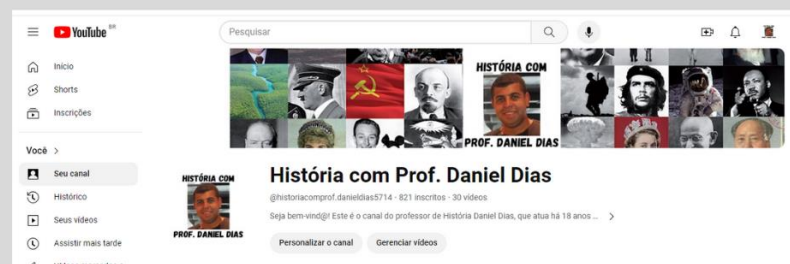 YouTube BR
Pesquisar
Início
Shorts
Inscrições
Você >
Seu canal
Histórico
Seus vídeos
Assistir mais tarde
HISTÓRIA COM
PROF. DANIEL DIAS
HISTÓRIA COM
PROF. DANIEL DIAS
História com Prof. Daniel Dias
@historiacomprof.danieldias5714 · 821 inscritos · 30 vídeos
Seja bem-vind@! Este é o canal do professor de História Daniel Dias, que atua há 18 anos ... >
Personalizar o canal
Gerenciar vídeos